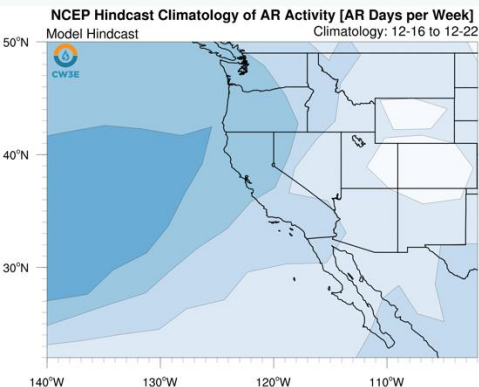 NCEP Hindcast Climatology of AR Activity [AR Days per Week]
Model Hindcast
Climatology: 12-16 to 12-22
CW3E
50°N
40°N
30°N
140°W
130°W
120°W
110°W